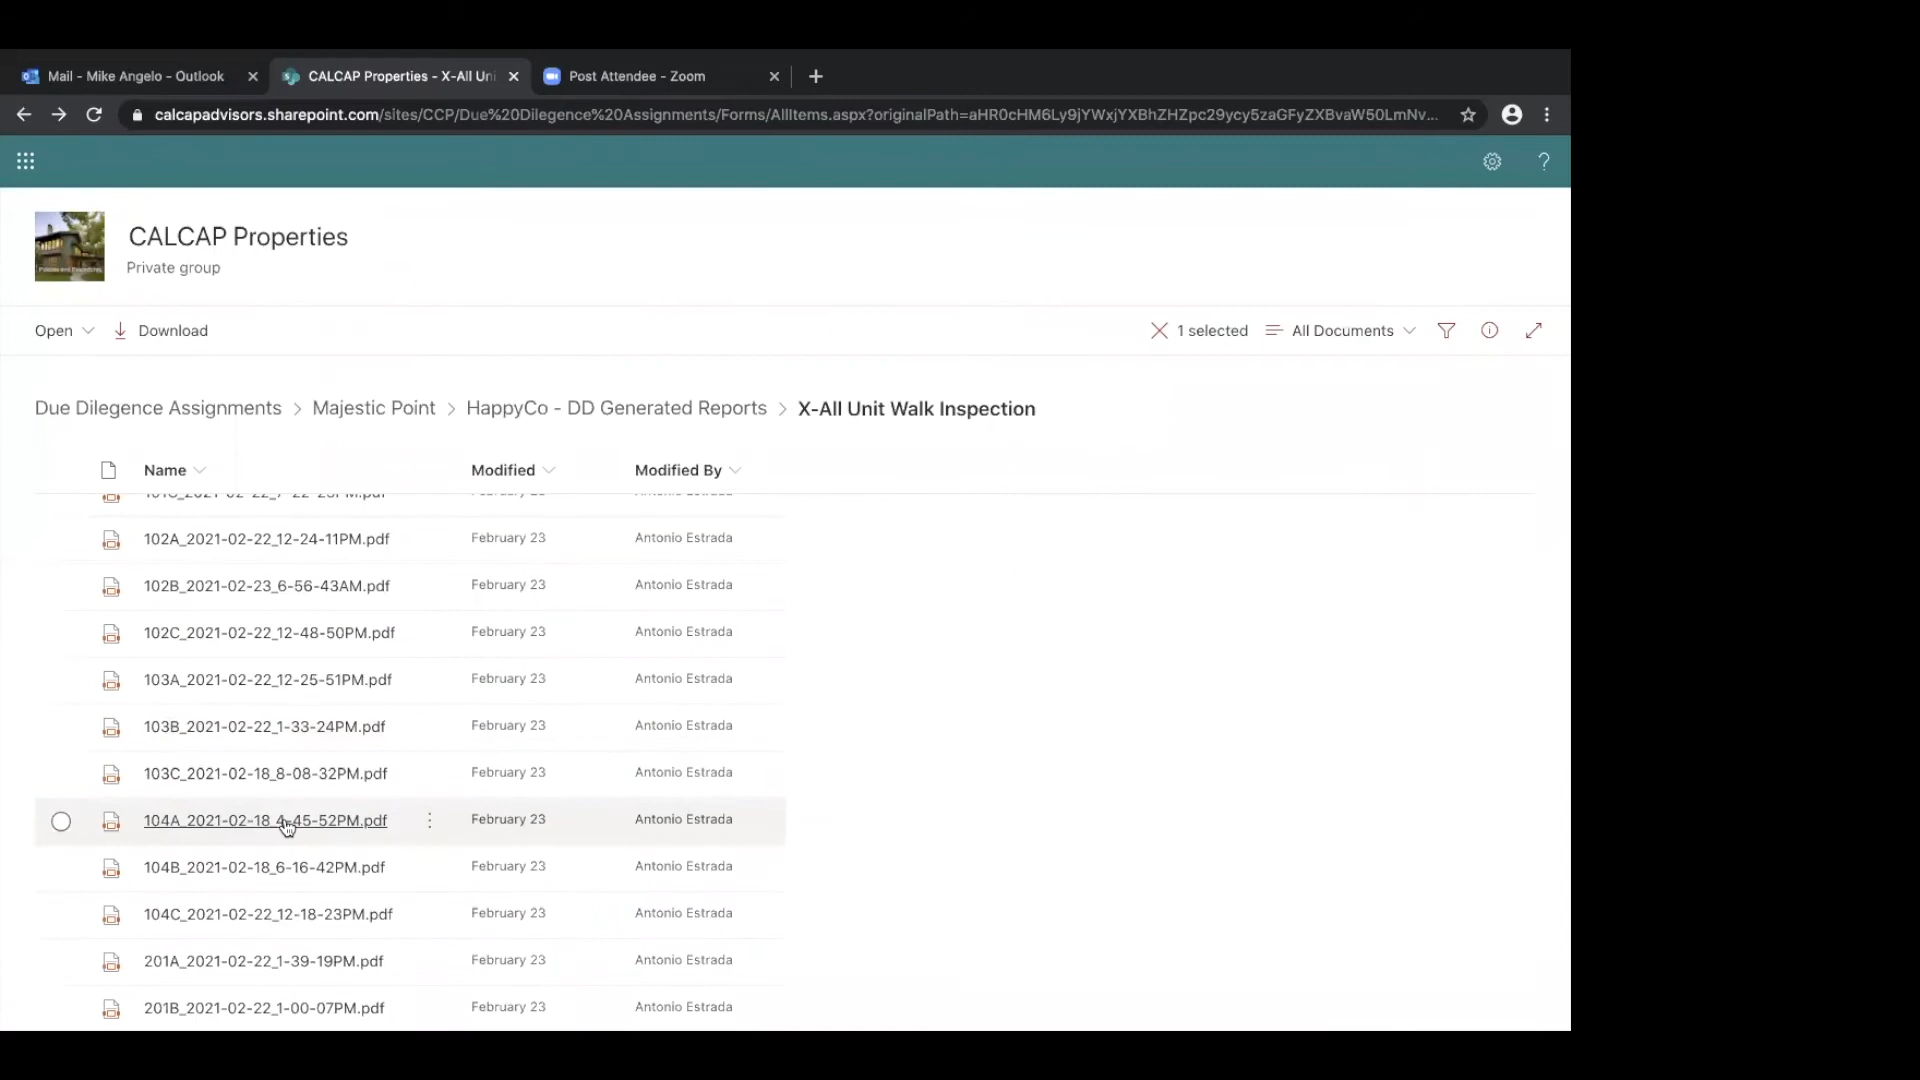 Mail - Mike Angelo - Outlook
CALCAP Properties - X-All Uni
Post Attendee - Zoom
calcapadvisors.sharepoint.com/sites/CCP/Due%20Dilegence%20Assignments/Forms/AllItems.aspx?originalPath=aHR0cHM6Ly9jYWxjYXBhZHZpc29ycy5zaGFyZXBvaW50LmNv...
CALCAP Properties
Private group
Open
Download
1 selected
All Documents
Due Dilegence Assignments > Majestic Point > HappyCo - DD Generated Reports > X-All Unit Walk Inspection
Name Modified Modified By
102A_2021-02-22_12-24-11PM.pdf February 23 Antonio Estrada
102B_2021-02-23_6-56-43AM.pdf February 23 Antonio Estrada
102C_2021-02-22_12-48-50PM.pdf February 23 Antonio Estrada
103A_2021-02-22_12-25-51PM.pdf February 23 Antonio Estrada
103B_2021-02-22_1-33-24PM.pdf February 23 Antonio Estrada
103C_2021-02-18_8-08-32PM.pdf February 23 Antonio Estrada
104A_2021-02-18_4-45-52PM.pdf February 23 Antonio Estrada
104B_2021-02-18_6-16-42PM.pdf February 23 Antonio Estrada
104C_2021-02-22_12-18-23PM.pdf February 23 Antonio Estrada
201A_2021-02-22_1-39-19PM.pdf February 23 Antonio Estrada
201B_2021-02-22_1-00-07PM.pdf February 23 Antonio Estrada